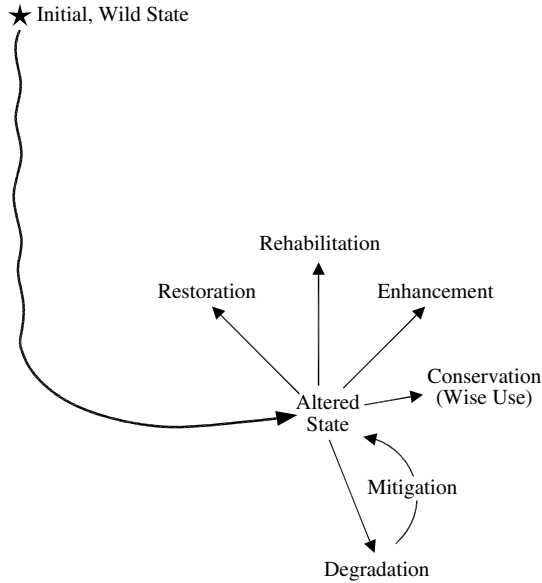 Initial, Wild State
Rehabilitation
Restoration
Enhancement
Conservation
(Wise Use)
Altered
State
Mitigation
Degradation